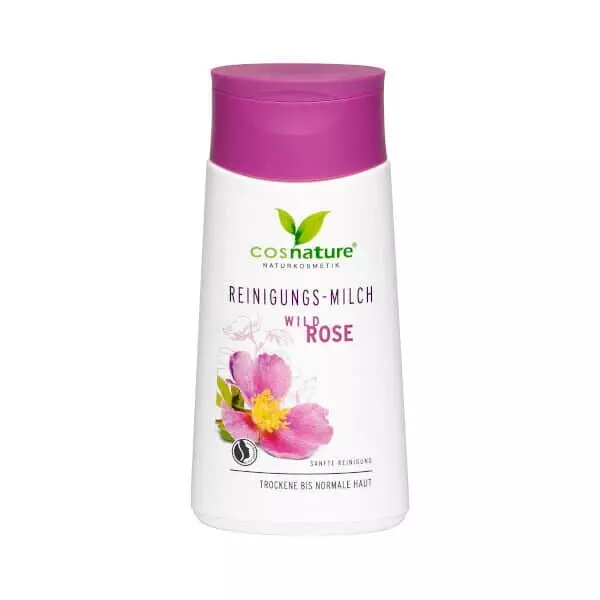 cosnature®
NATURKOSMETIK
REINIGUNGS-MILCH
WILD
ROSE
SANFTE REINIGUNG
TROCKENE BIS NORMALE HAUT